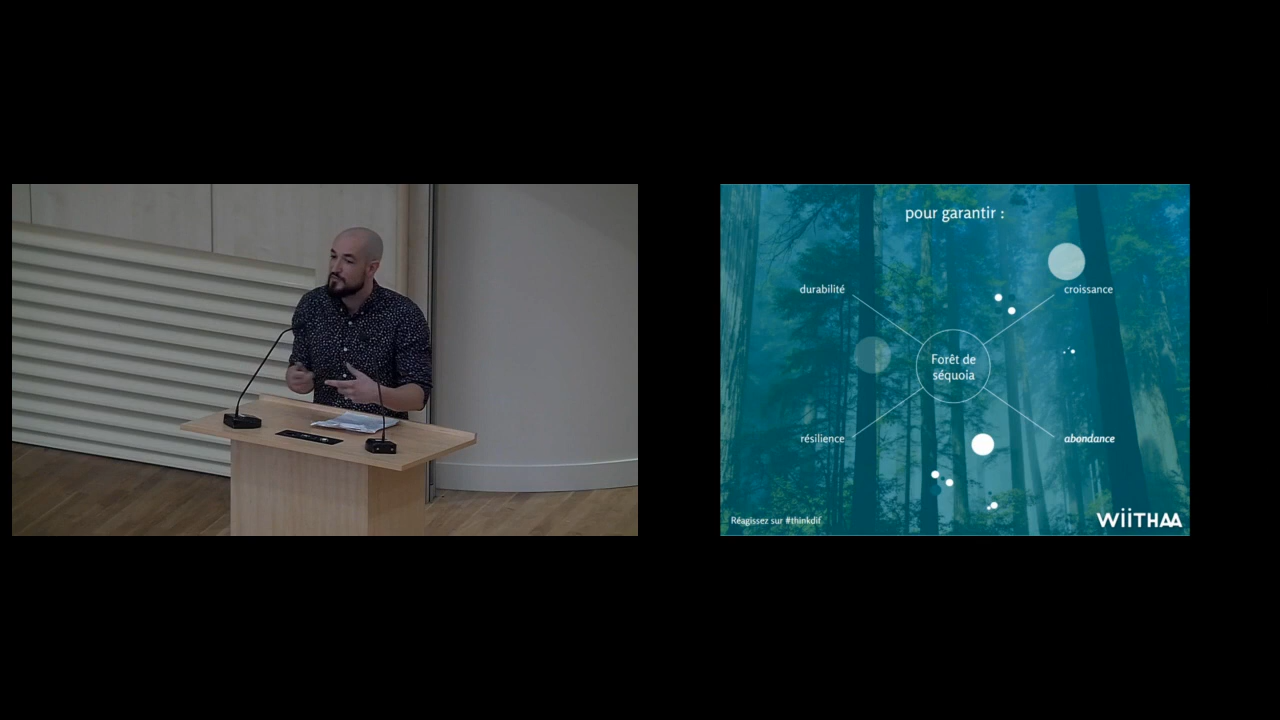 pour garantir :
durabilité
croissance
Forêt de
séquoia
résilience
abondance
Réagissez sur #thinkdif
WiiTHAA